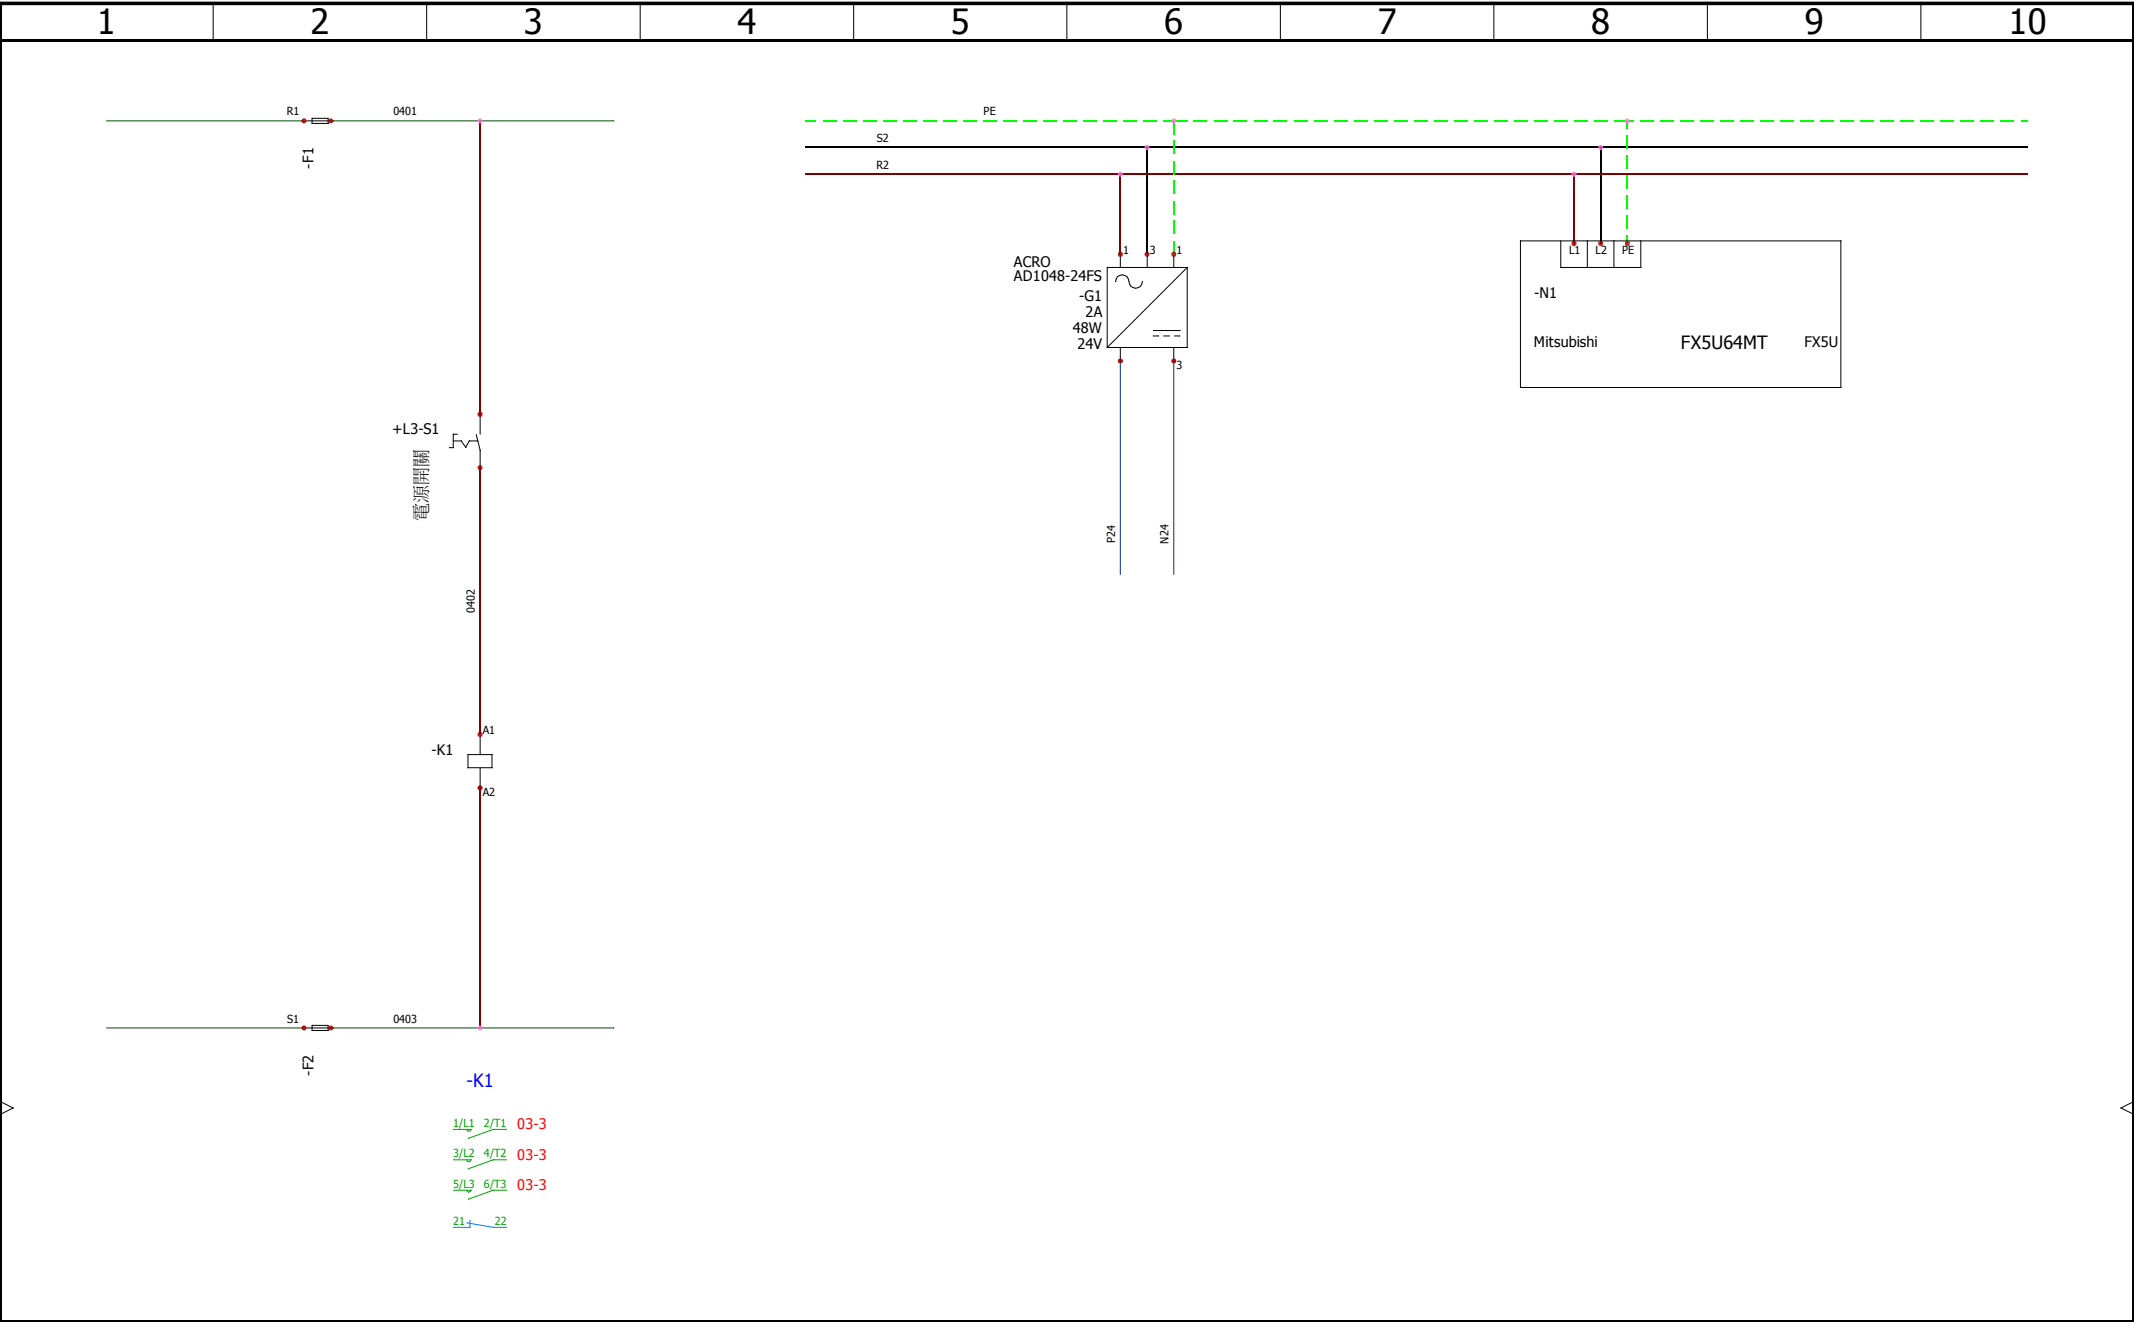 1 2 3 4 5 6 7 8 9 10
R1 0401
-F1
PE
S2
R2
1 3 1
ACRO
AD1048-24FS
-G1
2A
48W
24V
3
P24
N24
L1 L2 PE
-N1
Mitsubishi FX5U64MT FX5U
+L3-S1
電源開關
0402
A1
-K1
A2
S1 0403
-F2
-K1
1/L1 2/T1 03-3
3/L2 4/T2 03-3
5/L3 6/T3 03-3
21 22